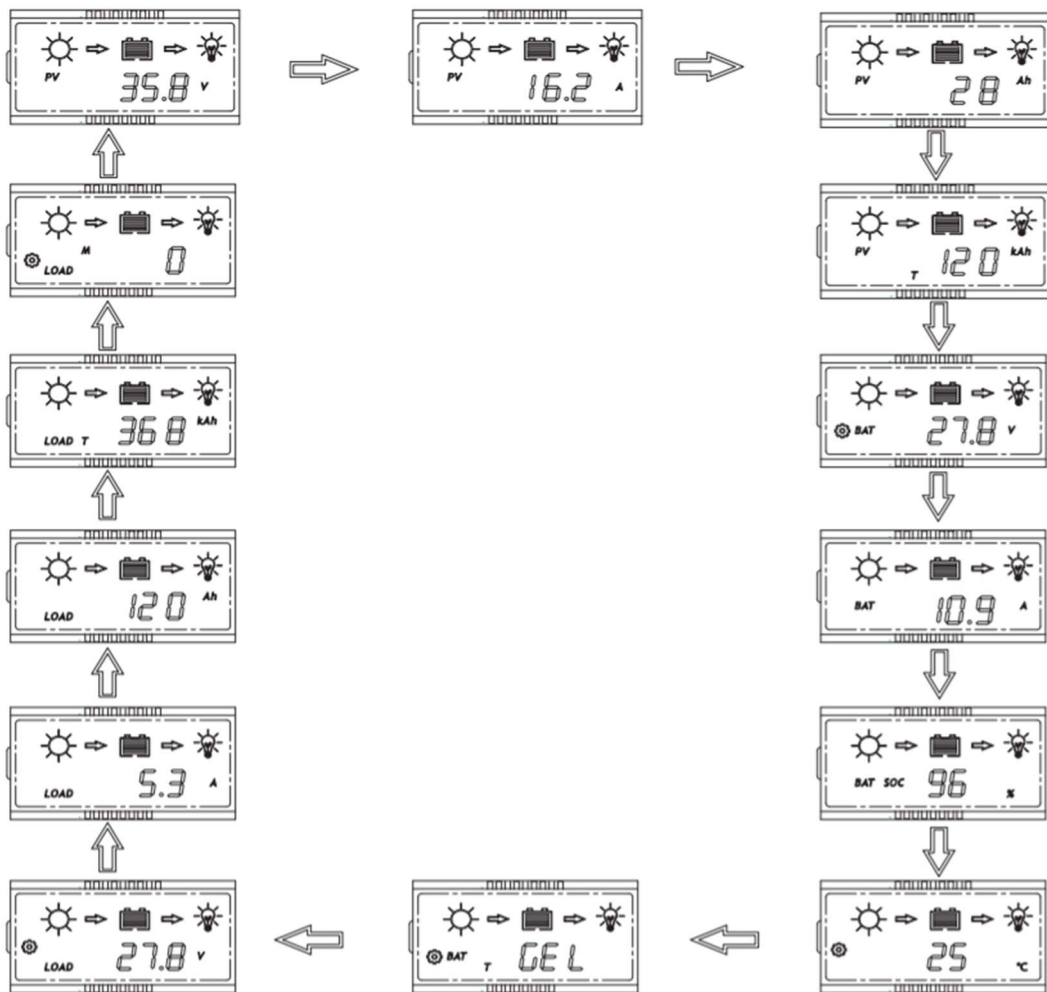 PV 35.8 V
PV 16.2 A
PV 28 Ah
PV T 120 kAh
BAT 27.8 V
BAT 10.9 A
BAT SOC 96 %
25 °C
BAT T GEL
LOAD 27.8 V
LOAD 5.3 A
LOAD 120 Ah
LOAD T 368 kAh
LOAD M 0